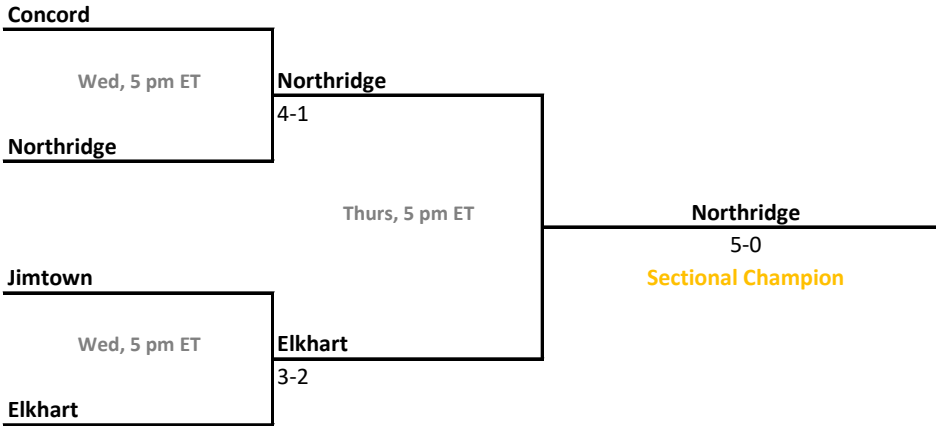 Concord
Wed, 5 pm ET
Northridge
4-1
Northridge
Thurs, 5 pm ET
Northridge
5-0
Sectional Champion
Jimtown
Wed, 5 pm ET
Elkhart
3-2
Elkhart